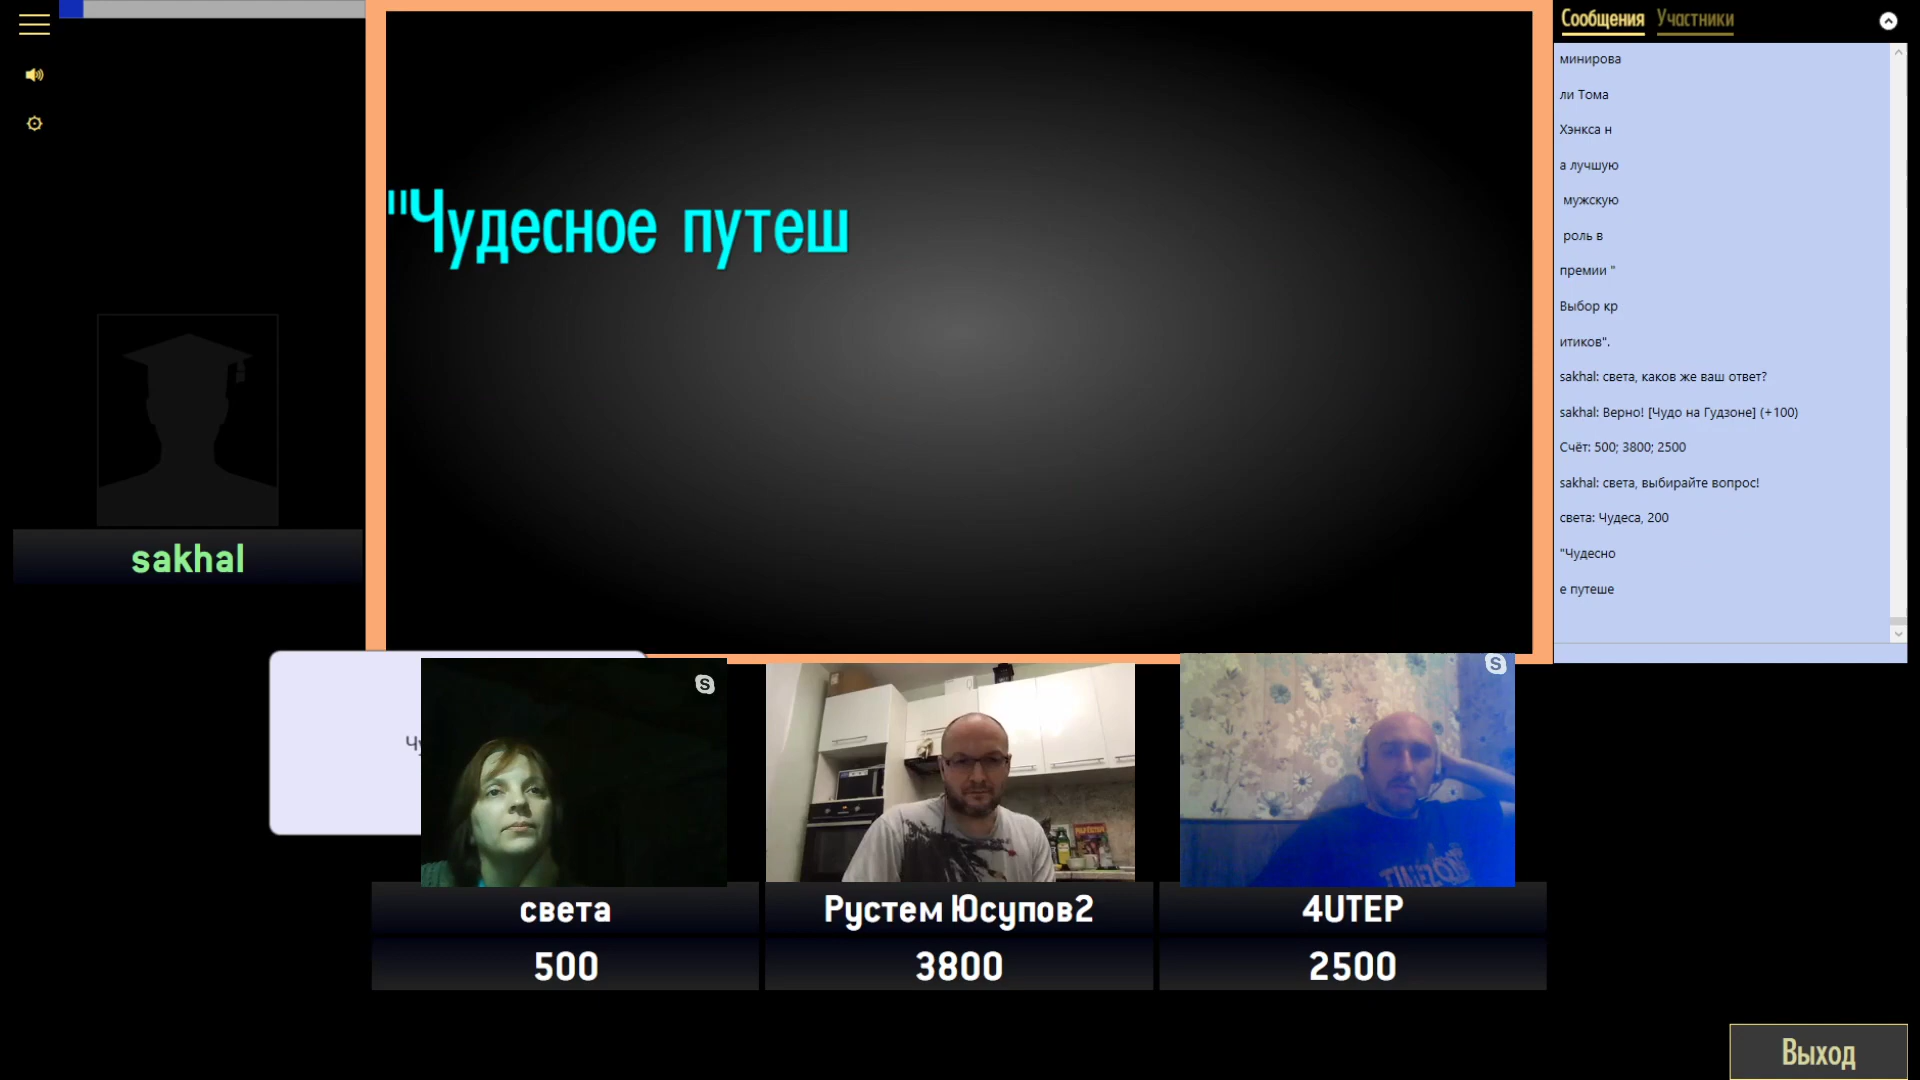 Сообщения Участники
"Чудесное путеш
минирова
ли Тома
Хэнкса н
а лучшую
мужскую
роль в
премии "
Выбор кр
итиков".
sakhal: света, каков же ваш ответ?
sakhal: Верно! [Чудо на Гудзоне] (+100)
Счёт: 500; 3800; 2500
sakhal: света, выбирайте вопрос!
света: Чудеса, 200
"Чудесно
е путеше
sakhal
света
500
Рустем Юсупов2
3800
4UTEP
2500
Выход